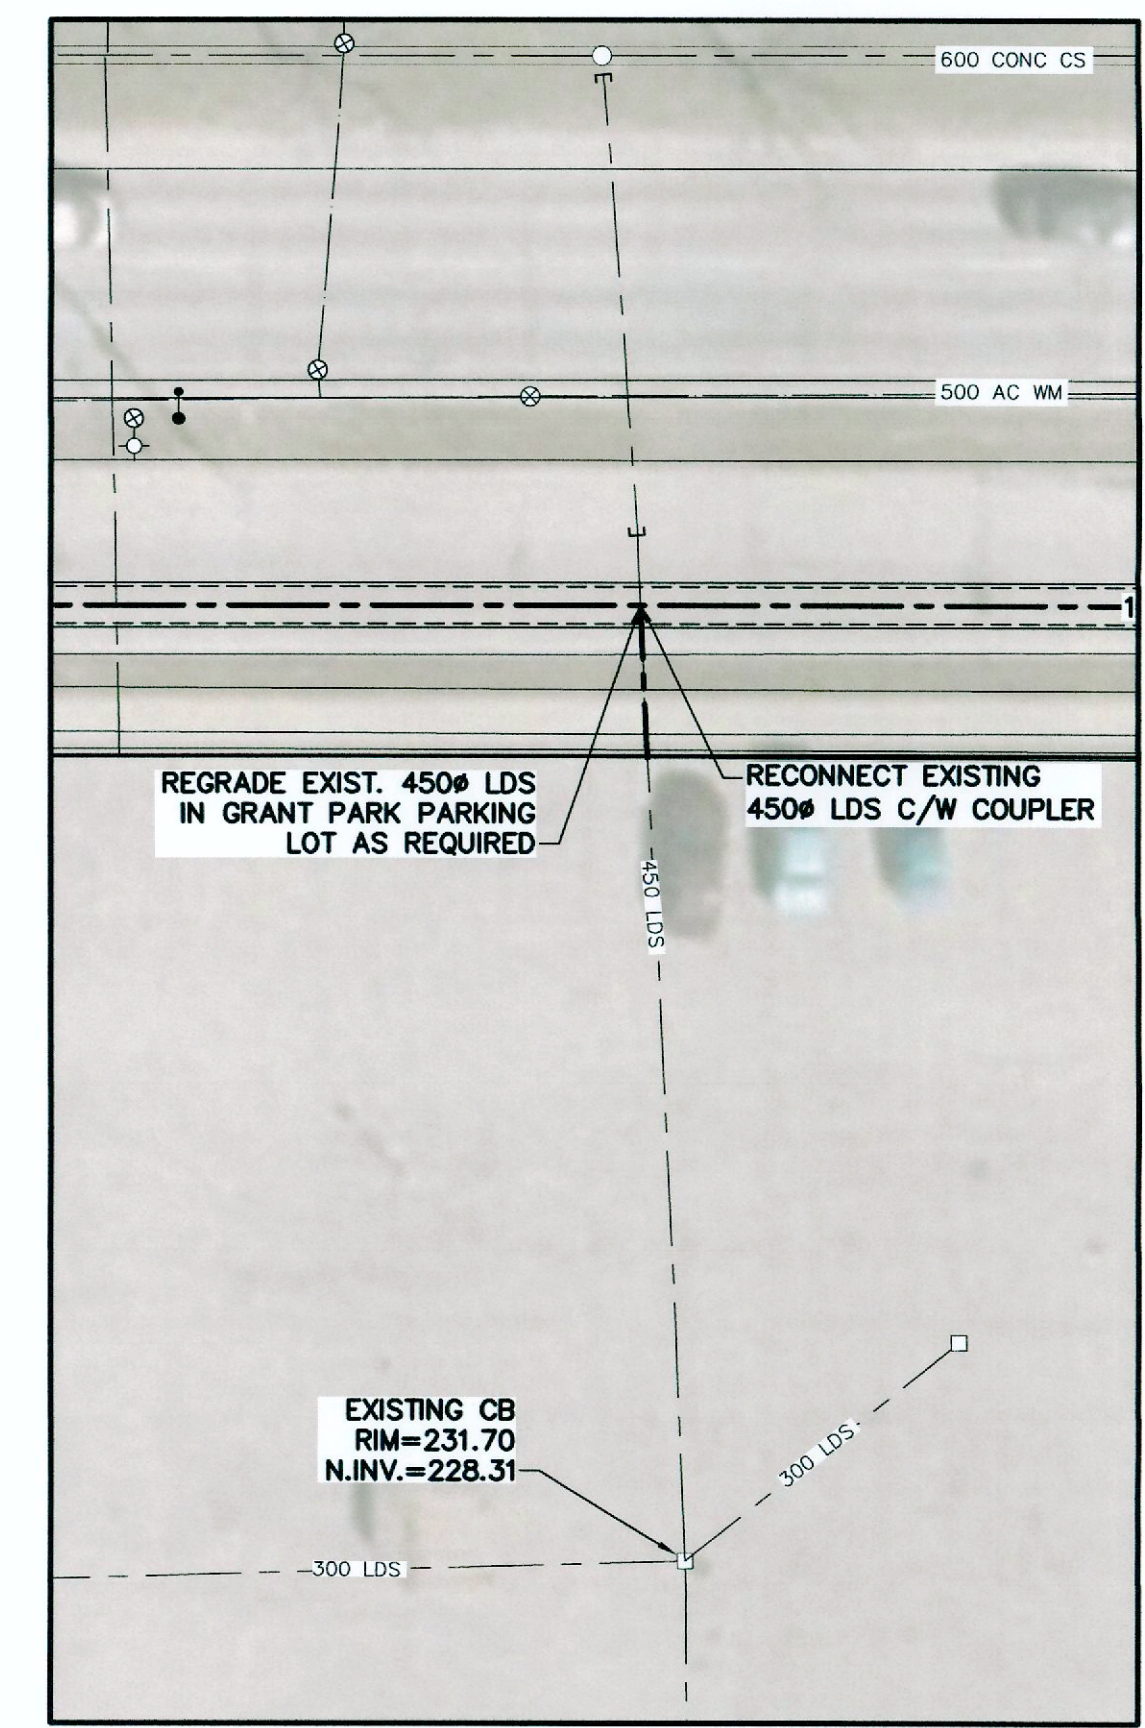 600 CONC CS
500 AC WM
1
REGRADE EXIST. 450ø LDS
IN GRANT PARK PARKING
LOT AS REQUIRED
RECONNECT EXISTING
450ø LDS C/W COUPLER
450 LDS
EXISTING CB
RIM=231.70
N.INV.=228.31
300 LDS
300 LDS